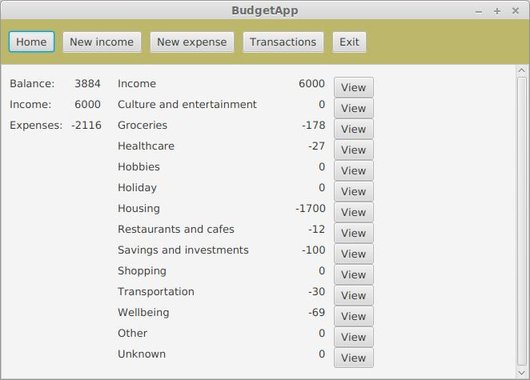 BudgetApp
Home New income New expense Transactions Exit
Balance: 3884 Income 6000 View
Income: 6000 Culture and entertainment 0 View
Expenses: -2116 Groceries -178 View
Healthcare -27 View
Hobbies 0 View
Holiday 0 View
Housing -1700 View
Restaurants and cafes -12 View
Savings and investments -100 View
Shopping 0 View
Transportation -30 View
Wellbeing -69 View
Other 0 View
Unknown 0 View